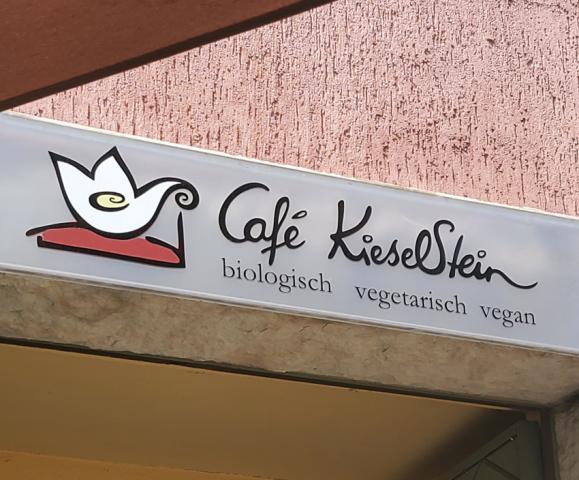 Café KieselStein
biologisch vegetarisch vegan